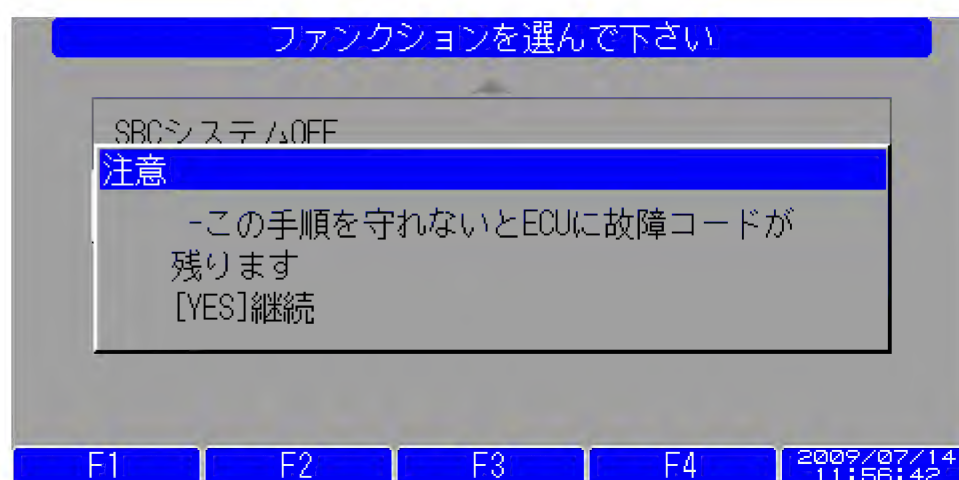 ファンクションを選んで下さい
SBCシステムOFF
注意
-この手順を守れないとECUに故障コードが
残ります
[YES]継続
F1 F2 F3 F4 2009/07/14
11:56:42